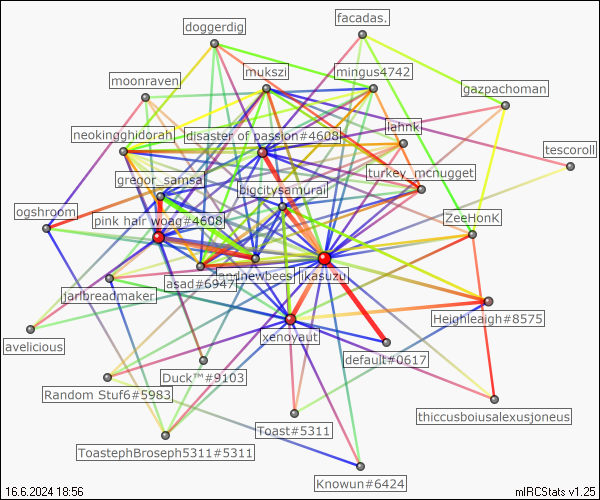 facadas.
doggerdig
mukszi
mingus4742
moonraven
gazpachoman
lahnk
neokingghidorah
disaster of passion#4608
tescoroll
turkey_mcnugget
gregor_samsa
bigcitysamurai
ogshroom
pink hair woag#4608
ZeeHonK
asad#6947
landnewbees
ikasuzu
jarlbreadmaker
Heighleaigh#8575
xenoyaut
avelicious
default#0617
Duck™#9103
Random Stuf6#5983
thiccusboiusalexusjoneus
Toast#5311
ToastephBroseph5311#5311
Knowun#6424
16.6.2024 18:56
mIRCStats v1.25